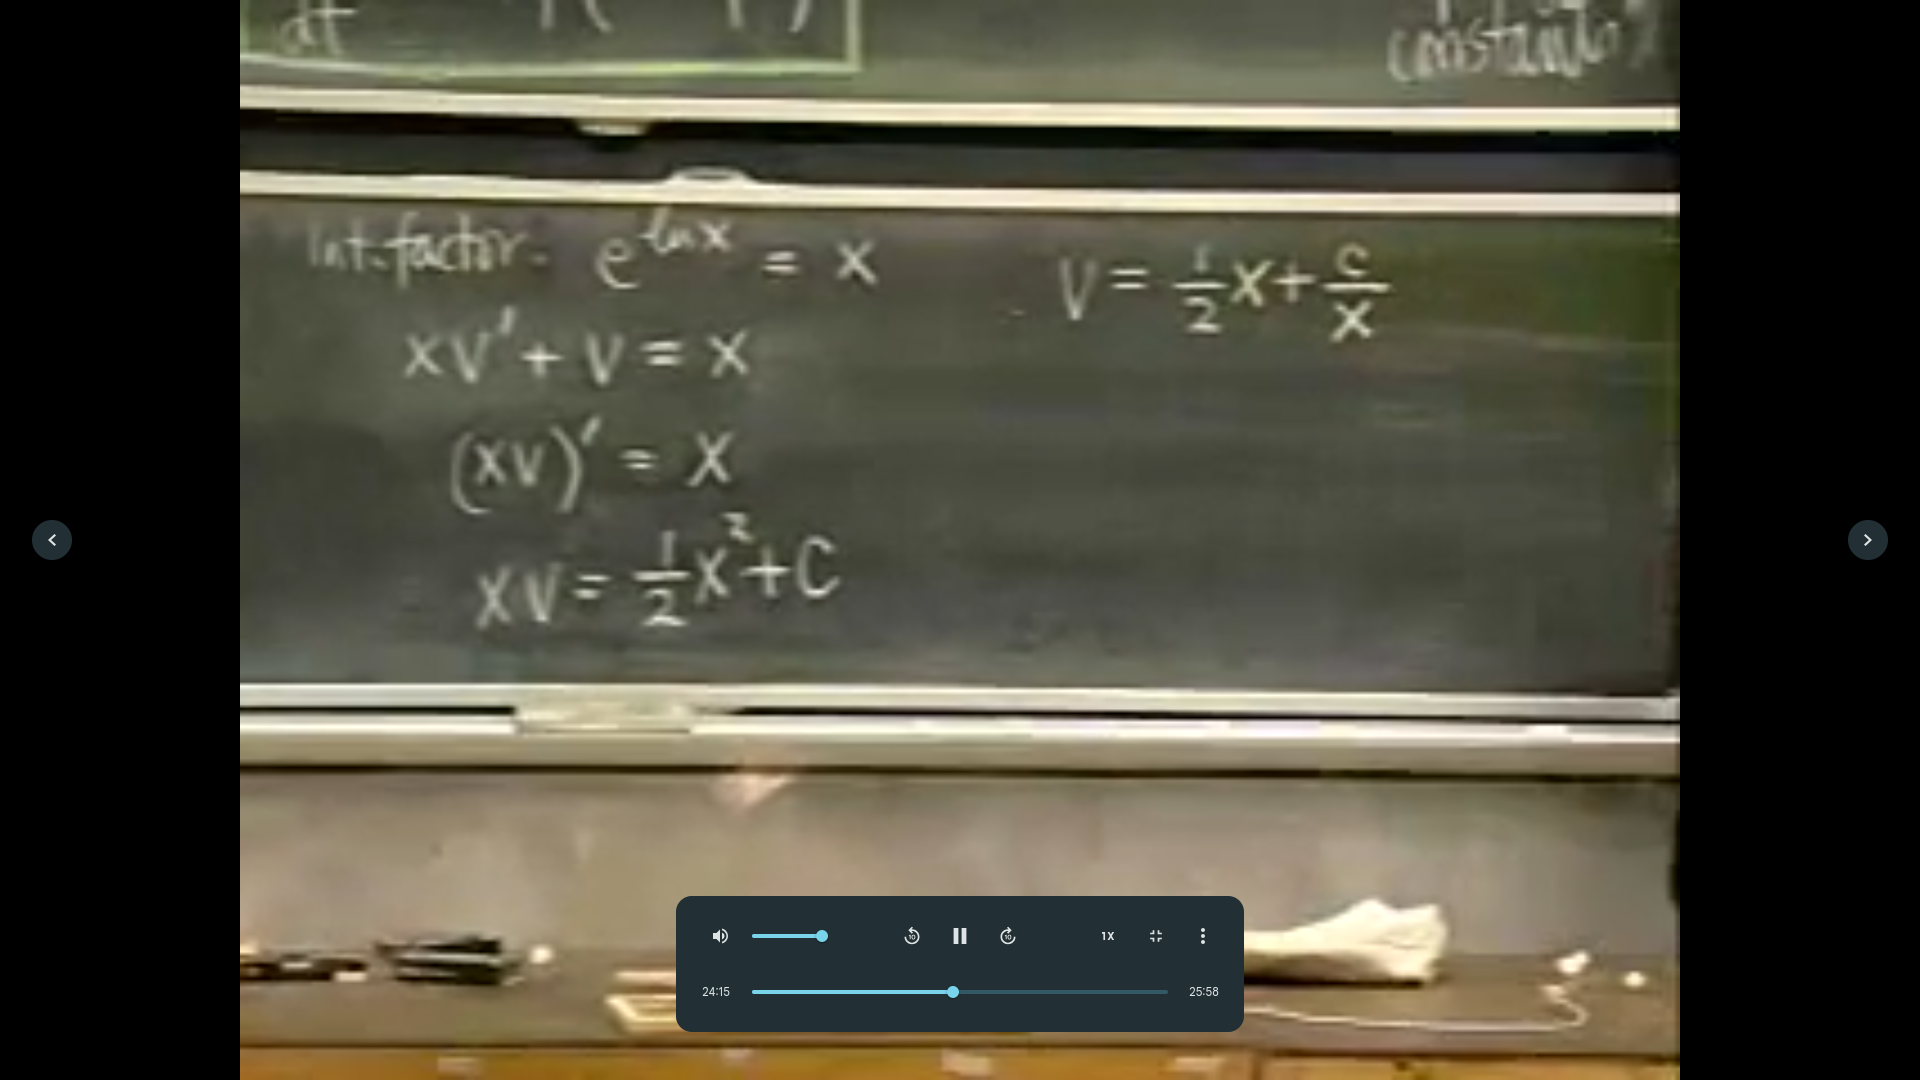 dt
constants
Int. factor - e^{ln x} = x
xv' + v = x
(xv)' = x
xv = \frac{1}{2}x^2 + C
v = \frac{1}{2}x + \frac{c}{x}
1X
24:15
25:58